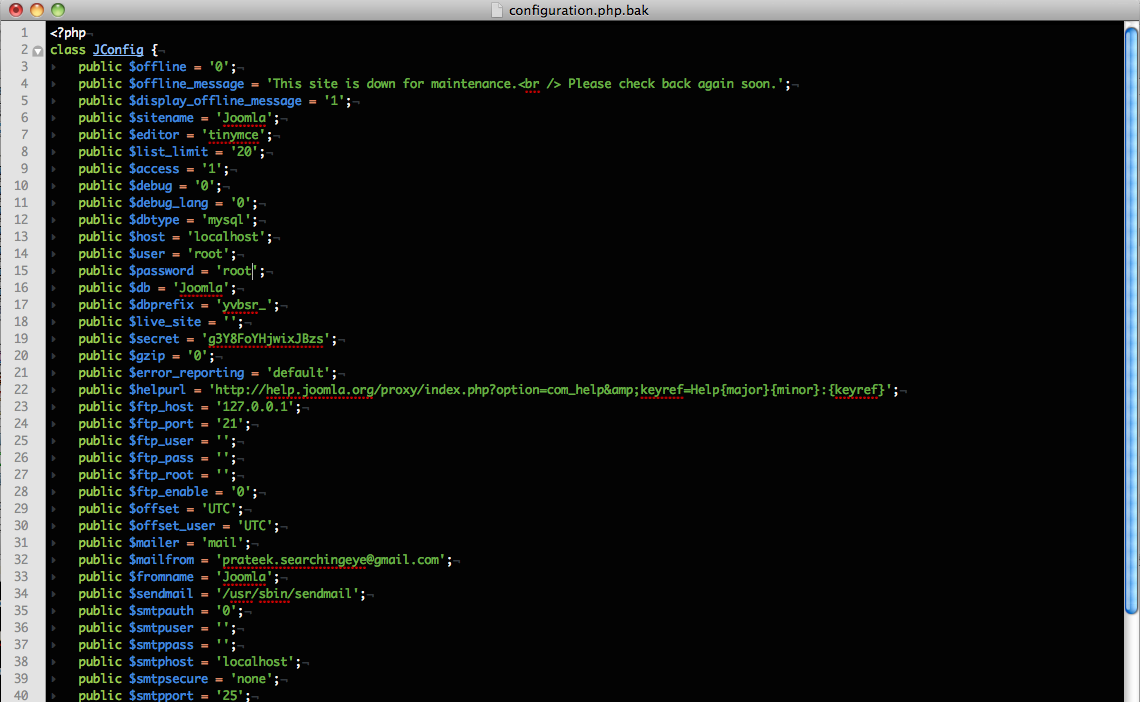 configuration.php.bak
1 <?php¬
2 class JConfig {¬
3 public $offline = '0';¬
4 public $offline_message = 'This site is down for maintenance.<br /> Please check back again soon.';¬
5 public $display_offline_message = '1';¬
6 public $sitename = 'Joomla';¬
7 public $editor = 'tinymce';¬
8 public $list_limit = '20';¬
9 public $access = '1';¬
10 public $debug = '0';¬
11 public $debug_lang = '0';¬
12 public $dbtype = 'mysql';¬
13 public $host = 'localhost';¬
14 public $user = 'root';¬
15 public $password = 'root';¬
16 public $db = 'Joomla';¬
17 public $dbprefix = 'yvbsr_';¬
18 public $live_site = '';¬
19 public $secret = 'g3Y8FoYHjwixJBzs';¬
20 public $gzip = '0';¬
21 public $error_reporting = 'default';¬
22 public $helpurl = 'http://help.joomla.org/proxy/index.php?option=com_help&amp;keyref=Help{major}{minor}:{keyref}';¬
23 public $ftp_host = '127.0.0.1';¬
24 public $ftp_port = '21';¬
25 public $ftp_user = '';¬
26 public $ftp_pass = '';¬
27 public $ftp_root = '';¬
28 public $ftp_enable = '0';¬
29 public $offset = 'UTC';¬
30 public $offset_user = 'UTC';¬
31 public $mailer = 'mail';¬
32 public $mailfrom = 'prateek.searchingeye@gmail.com';¬
33 public $fromname = 'Joomla';¬
34 public $sendmail = '/usr/sbin/sendmail';¬
35 public $smtpauth = '0';¬
36 public $smtpuser = '';¬
37 public $smtppass = '';¬
38 public $smtphost = 'localhost';¬
39 public $smtpsecure = 'none';¬
40 public $smtpport = '25';¬